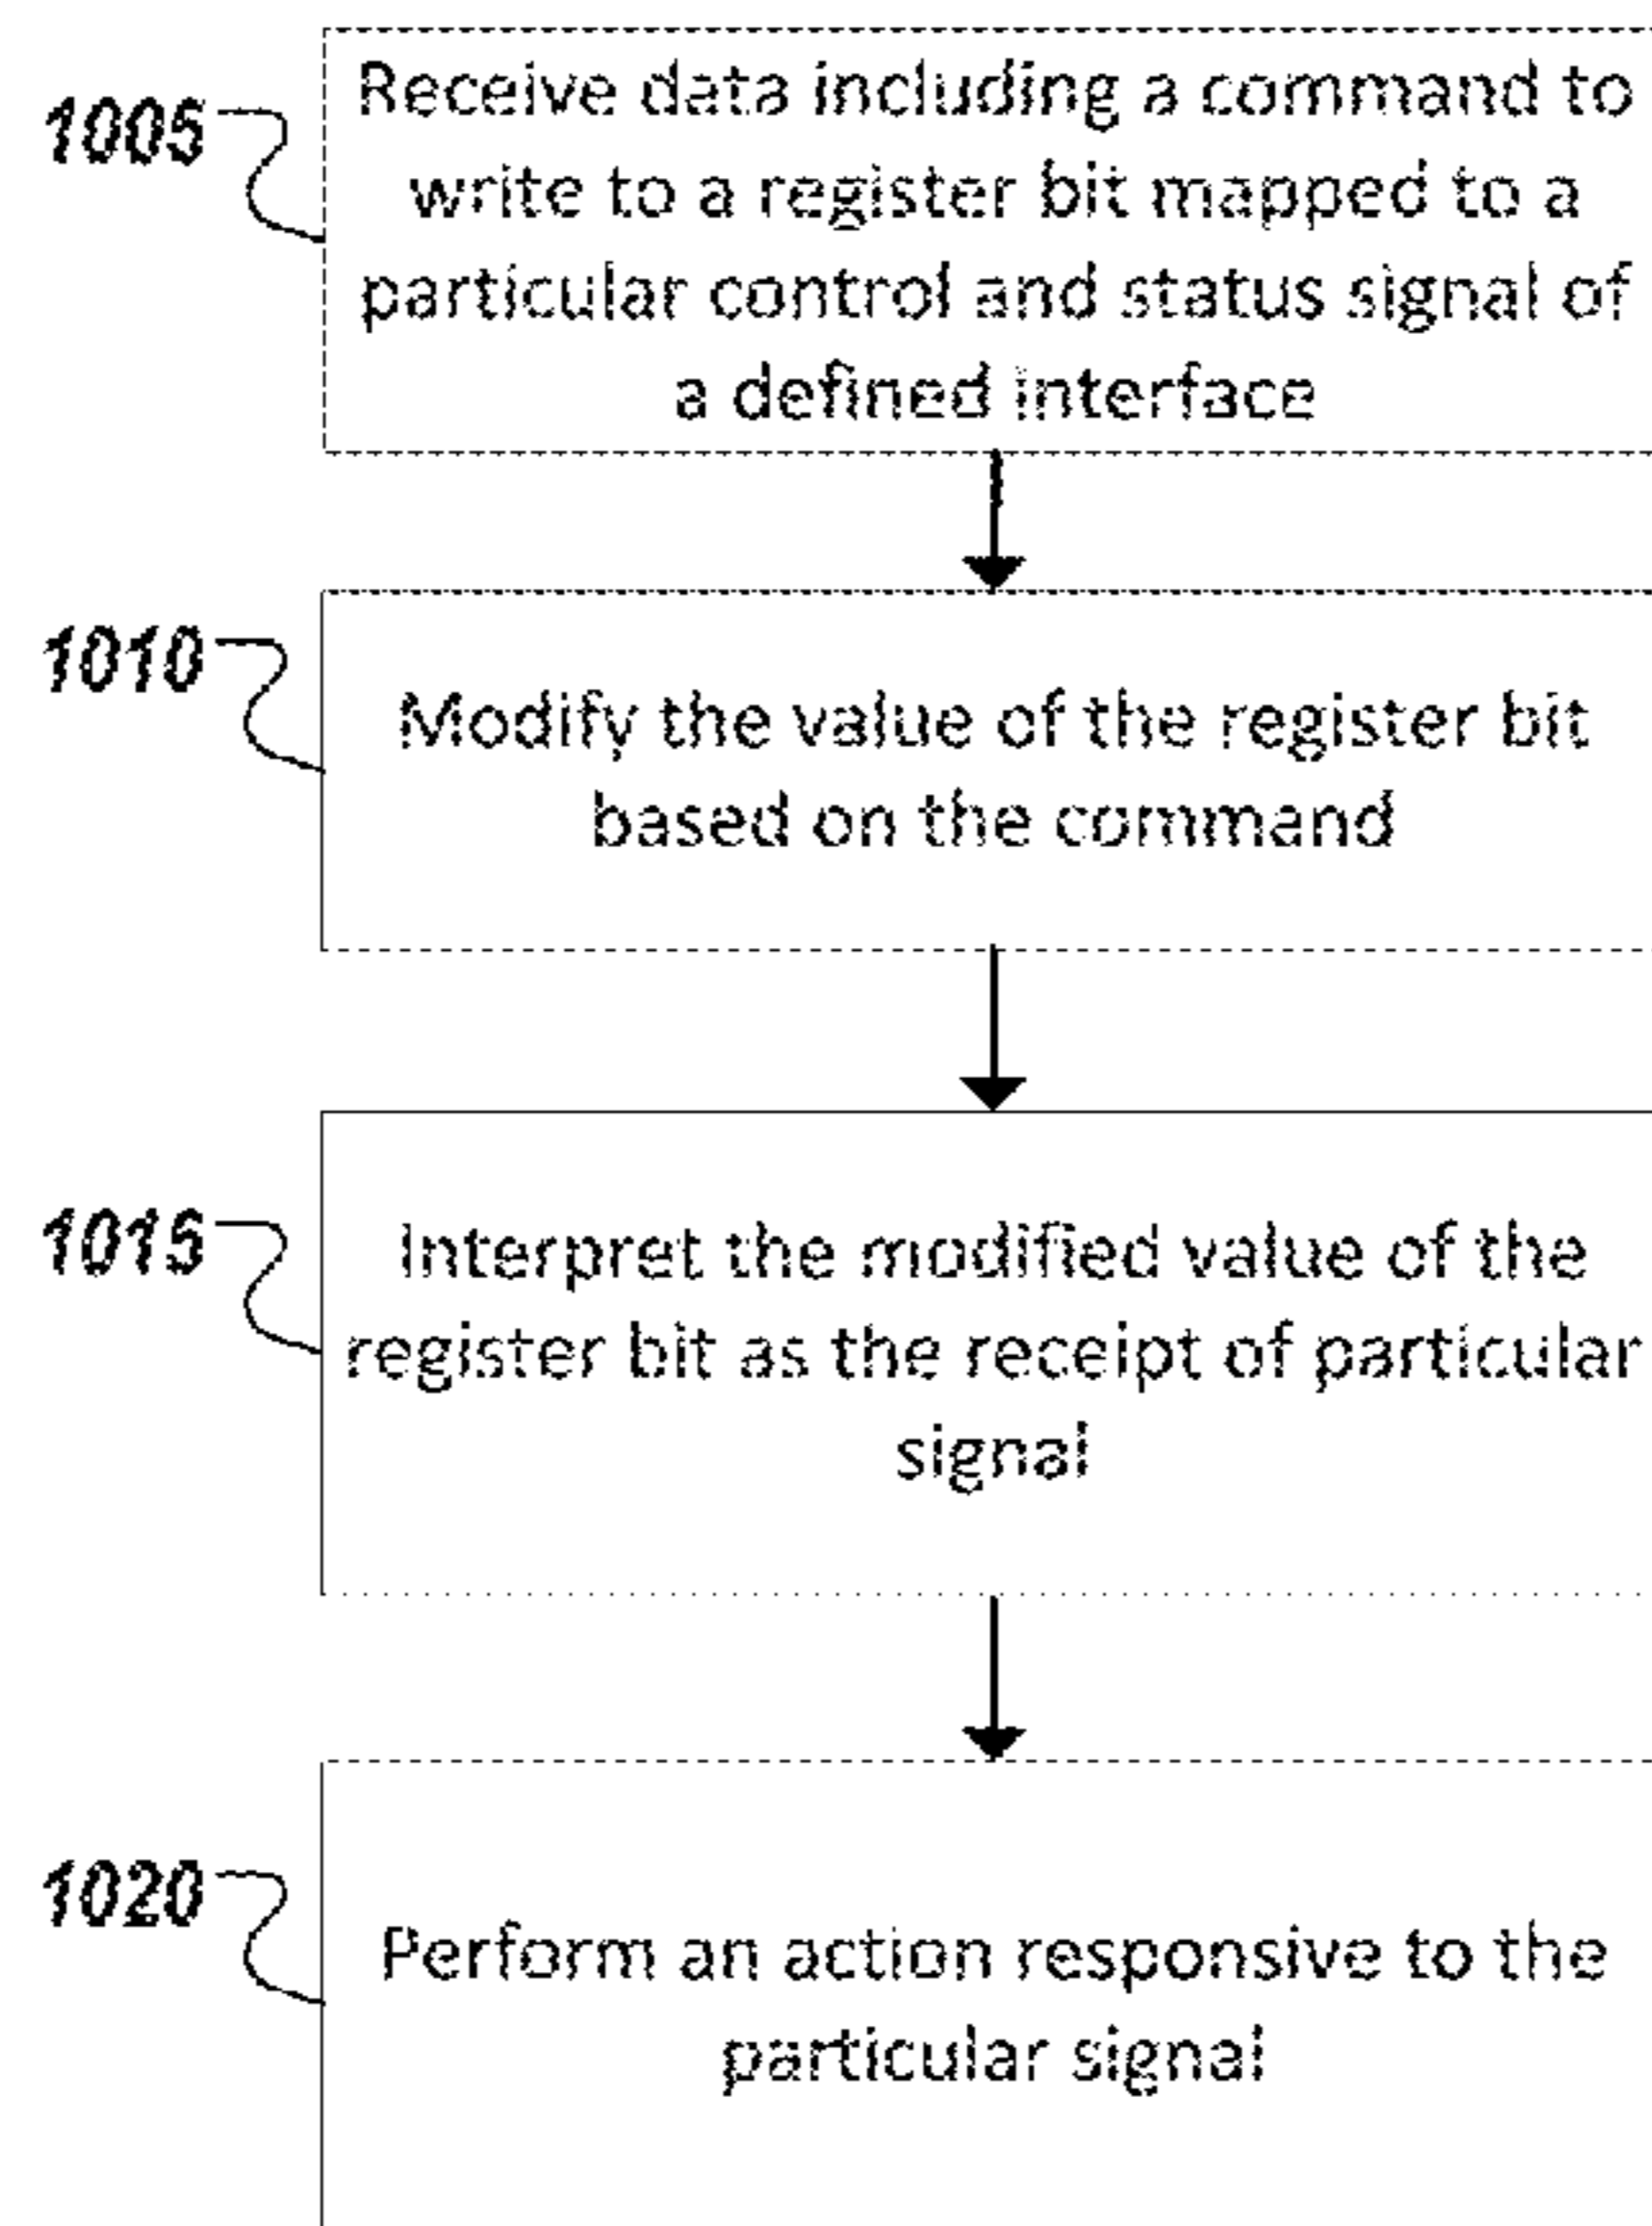 1005
Receive data including a command to
write to a register bit mapped to a
particular control and status signal of
a defined interface
1010
Modify the value of the register bit
based on the command
1015
Interpret the modified value of the
register bit as the receipt of particular
signal
1020
Perform an action responsive to the
particular signal